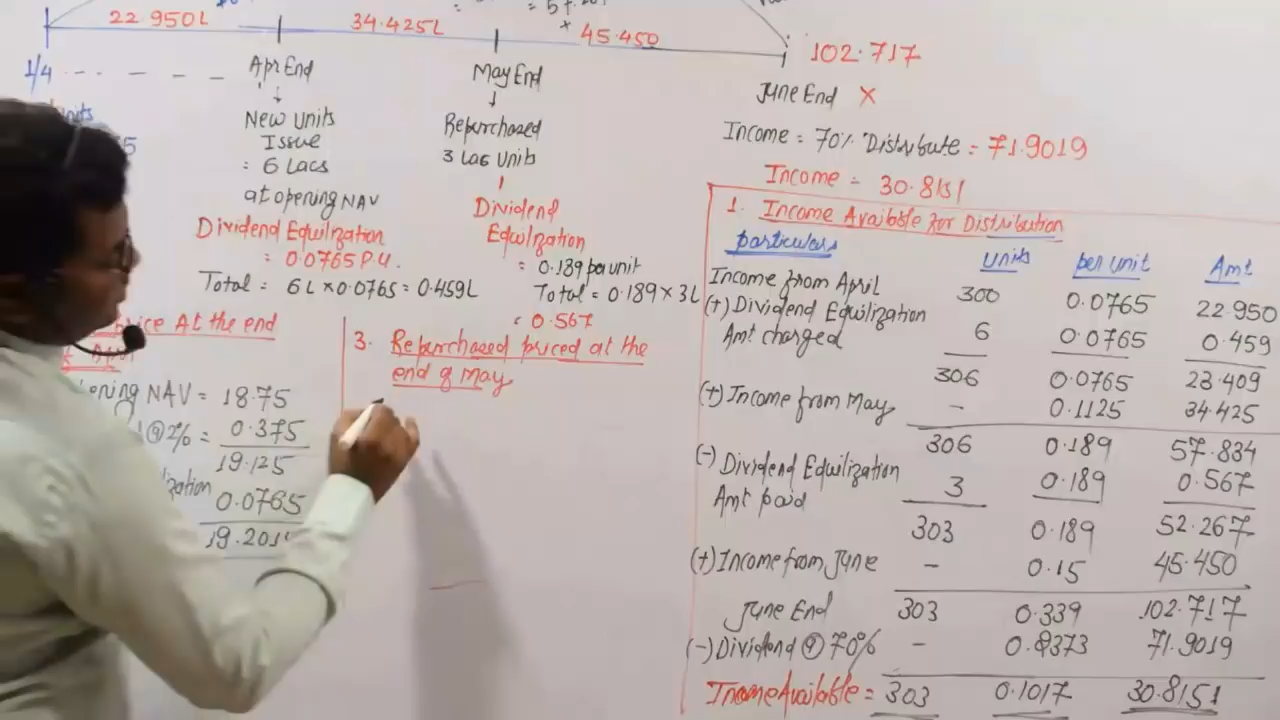 22.950L
34.425L
45.450
102.717
1/4
Apr End
May End
June End ×
New Units
Issue
: 6 Lacs
at opening NAV
Repurchased
3 Lac Units
Income = 70% Distribute = 71.9019
Income = 30.8151
Dividend Equilization
= 0.0765 P.U.
Total = 6L × 0.0765 = 0.459L
Dividend
Equilization
= 0.189 per unit
Total = 0.189 × 3L
= 0.567
price At the end
NAV = 18.75
@2% = 0.375
19.125
0.0765
3. Repurchased priced at the
end of May
1. Income Available For Distribution
particulars units per unit Amt
Income from April 300 0.0765 22.950
(+) Dividend Equilization
Amt charged 6 0.0765 0.459
306 0.0765 23.409
(+) Income from May - 0.1125 34.425
306 0.189 57.834
(-) Dividend Equilization
Amt paid 3 0.189 0.567
303 0.189 52.267
(+) Income from June - 0.15 45.450
June End 303 0.339 102.717
(-) Dividend @ 70% - 0.2373 71.9019
Income Available = 303 0.1017 30.8151